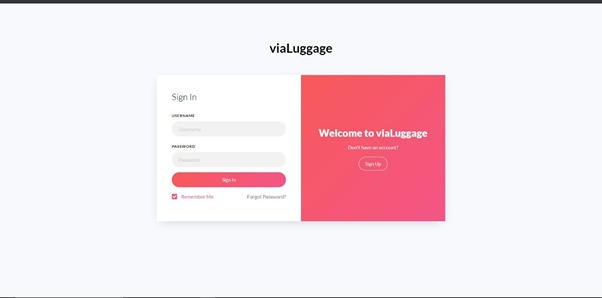 viaLuggage
Sign In
USERNAME
Username
PASSWORD
Password
Sign In
Remember Me
Forgot Password?
Welcome to viaLuggage
Don't have an account?
Sign Up